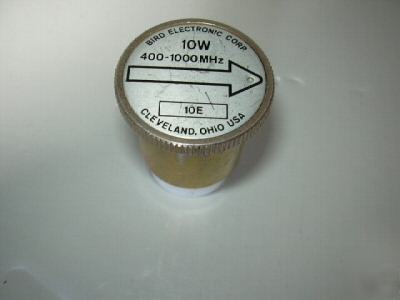 BIRD ELECTRONIC CORP.
10W
400-1000MHz
10E
CLEVELAND, OHIO USA